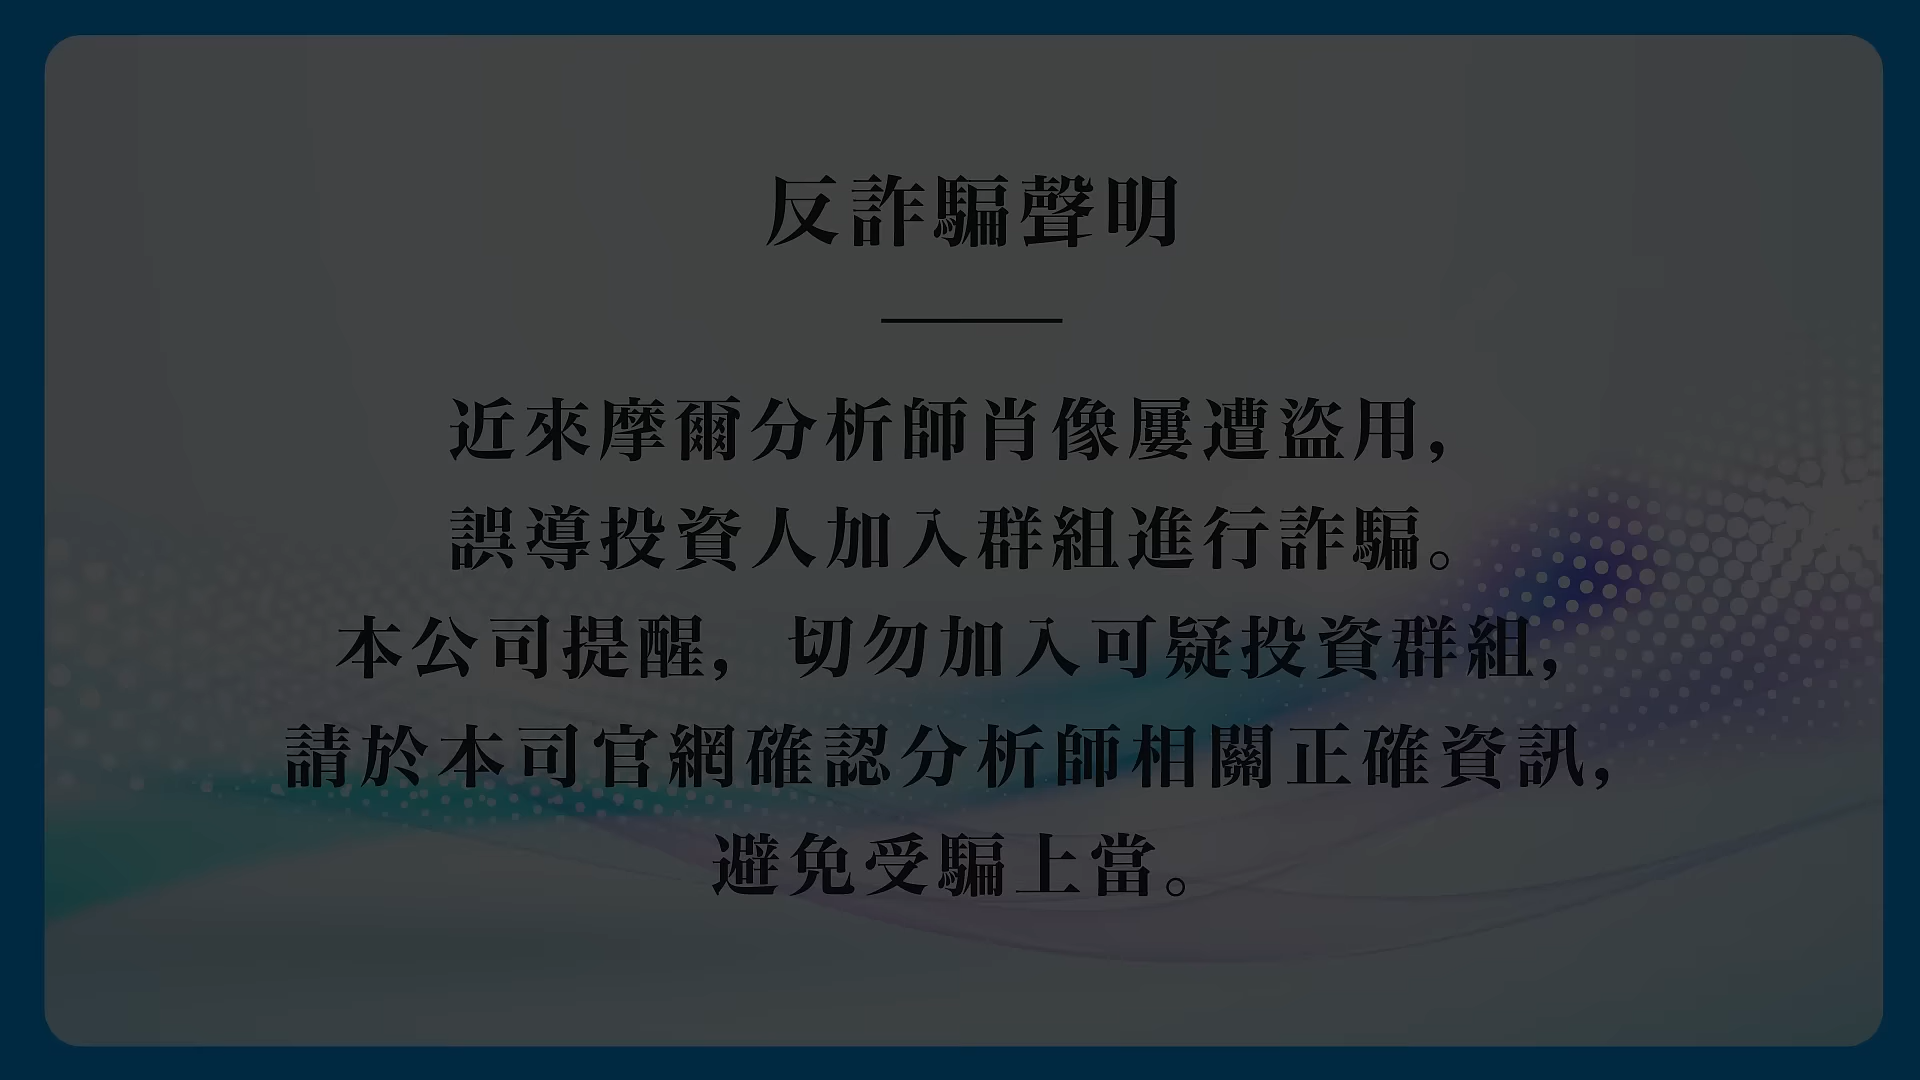 反詐騙聲明
近來摩爾分析師肖像屢遭盜用，
誤導投資人加入群組進行詐騙。
本公司提醒，切勿加入可疑投資群組，
請於本司官網確認分析師相關正確資訊，
避免受騙上當。